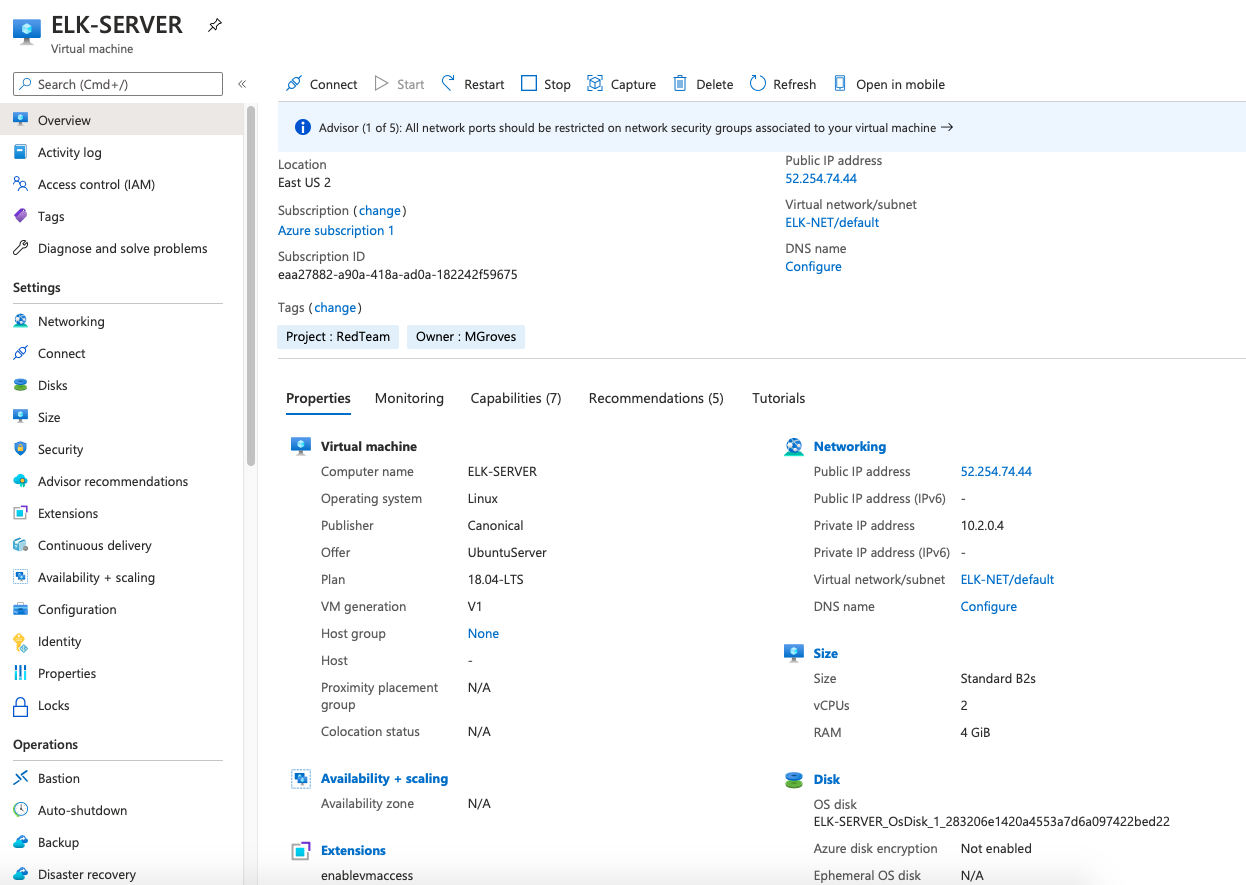 ELK-SERVER
Virtual machine
Search (Cmd+/)
«
Overview
Activity log
Access control (IAM)
Tags
Diagnose and solve problems
Settings
Networking
Connect
Disks
Size
Security
Advisor recommendations
Extensions
Continuous delivery
Availability + scaling
Configuration
Identity
Properties
Locks
Operations
Bastion
Auto-shutdown
Backup
Disaster recovery
Connect Start Restart Stop Capture Delete Refresh Open in mobile
Advisor (1 of 5): All network ports should be restricted on network security groups associated to your virtual machine →
Location
East US 2
Subscription (change)
Azure subscription 1
Subscription ID
eaa27882-a90a-418a-ad0a-182242f59675
Tags (change)
Project : RedTeam Owner : MGroves
Public IP address
52.254.74.44
Virtual network/subnet
ELK-NET/default
DNS name
Configure
Properties Monitoring Capabilities (7) Recommendations (5) Tutorials
Virtual machine
Computer name ELK-SERVER
Operating system Linux
Publisher Canonical
Offer UbuntuServer
Plan 18.04-LTS
VM generation V1
Host group None
Host -
Proximity placement group N/A
Colocation status N/A
Availability + scaling
Availability zone N/A
Extensions
enablevmaccess
Networking
Public IP address 52.254.74.44
Public IP address (IPv6) -
Private IP address 10.2.0.4
Private IP address (IPv6) -
Virtual network/subnet ELK-NET/default
DNS name Configure
Size
Size Standard B2s
vCPUs 2
RAM 4 GiB
Disk
OS disk
ELK-SERVER_OsDisk_1_283206e1420a4553a7d6a097422bed22
Azure disk encryption Not enabled
Ephemeral OS disk N/A